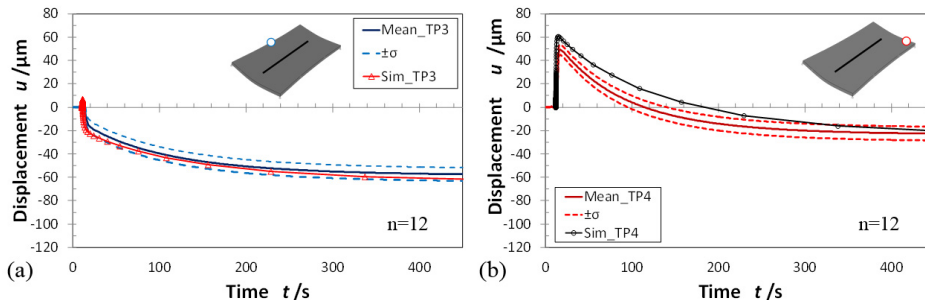 80
60
40
20
0
-20
-40
-60
-80
-100
-120
Displacement u /µm
Mean_TP3
±σ
Sim_TP3
n=12
0 100 200 300 400
(a) Time t /s
80
60
40
20
0
-20
-40
-60
-80
-100
-120
Displacement u /µm
Mean_TP4
±σ
Sim_TP4
n=12
0 100 200 300 400
(b) Time t /s